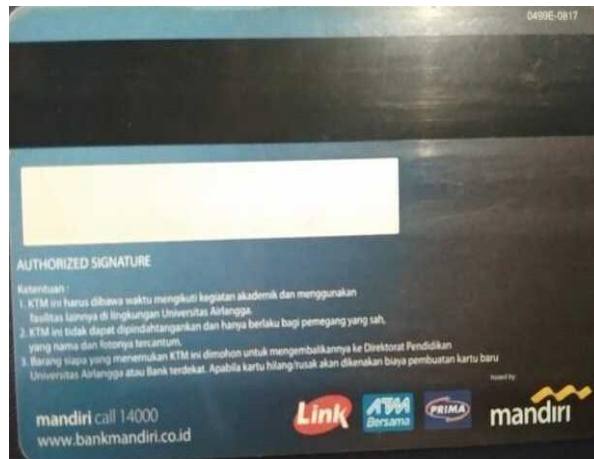 0499E-0817
AUTHORIZED SIGNATURE
Ketentuan :
1. KTM ini harus dibawa waktu mengikuti kegiatan akademik dan menggunakan
fasilitas lainnya di lingkungan Universitas Airlangga.
2. KTM ini tidak dapat dipindahtangankan dan hanya berlaku bagi pemegang yang sah,
yang nama dan fotonya tercantum.
3. Barang siapa yang menemukan KTM ini dimohon untuk mengembalikannya ke Direktorat Pendidikan
Universitas Airlangga atau Bank terdekat. Apabila kartu hilang/rusak akan dikenakan biaya pembuatan kartu baru
mandiri call 14000
www.bankmandiri.co.id
Link
ATM
Bersama
PRIMA
Issued by
mandiri